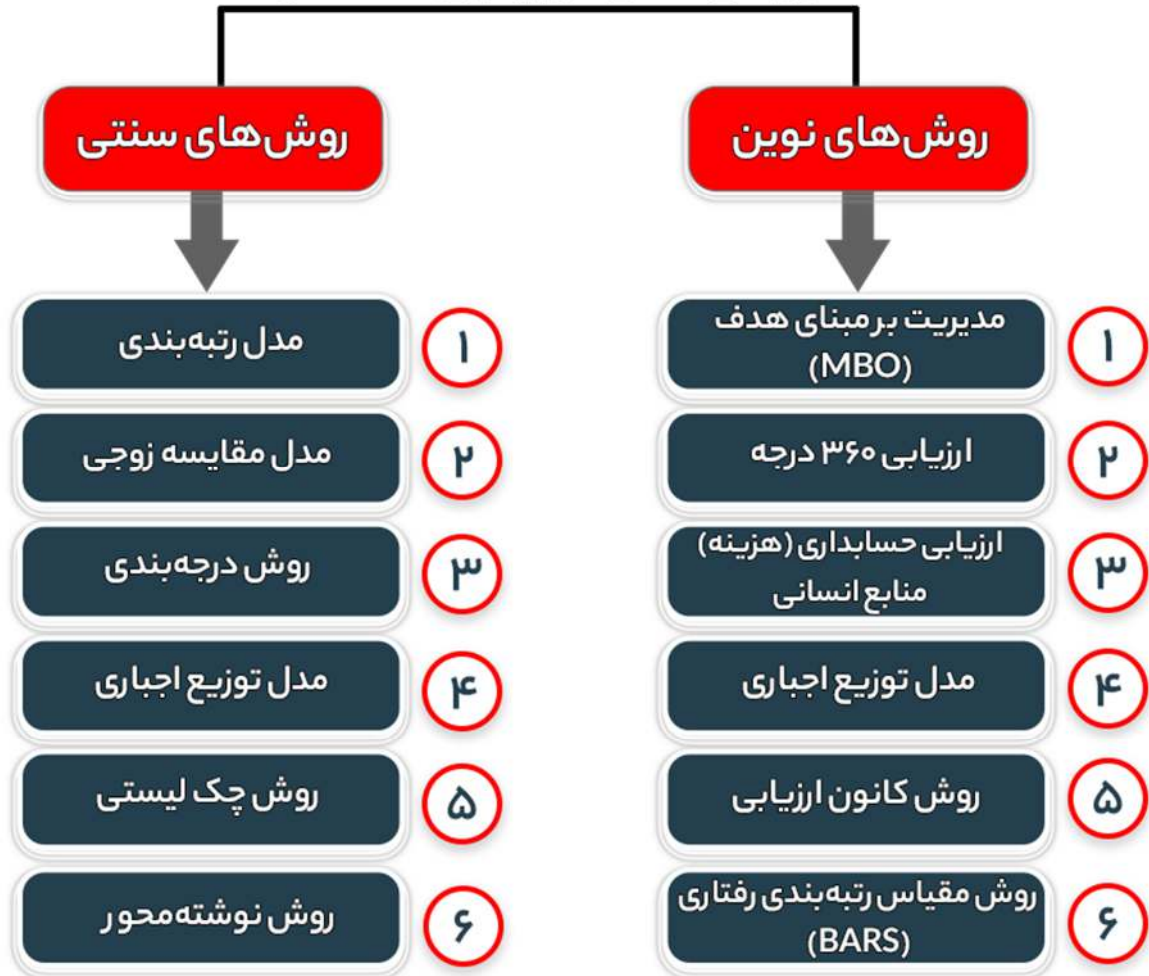 روش‌های نوین
۱
مدیریت بر مبنای هدف
(MBO)
۲
ارزیابی ۳۶۰ درجه
۳
ارزیابی حسابداری (هزینه)
منابع انسانی
۴
مدل توزیع اجباری
۵
روش کانون ارزیابی
۶
روش مقیاس رتبه‌بندی رفتاری
(BARS)
روش‌های سنتی
۱
مدل رتبه‌بندی
۲
مدل مقایسه زوجی
۳
روش درجه‌بندی
۴
مدل توزیع اجباری
۵
روش چک لیستی
۶
روش نوشته‌محور